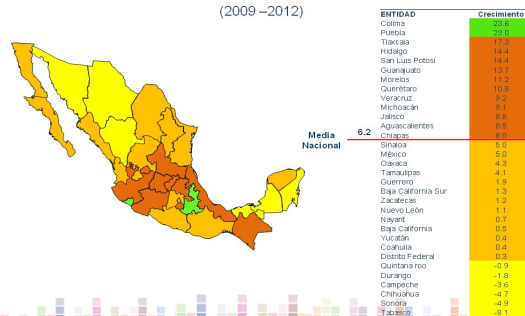 (2009 –2012)
ENTIDAD Crecimiento
Colima 23.6
Puebla 23.0
Tlaxcala 17.3
Hidalgo 14.4
San Luis Potosí 14.4
Guanajuato 13.7
Morelos 11.2
Querétaro 10.8
Veracruz 9.2
Michoacán 9.1
Jalisco 8.8
Aguascalientes 8.5
Chiapas 8.0
Media Nacional 6.2
Sinaloa 5.0
México 5.0
Oaxaca 4.3
Tamaulipas 4.1
Guerrero 1.9
Baja California Sur 1.3
Zacatecas 1.2
Nuevo León 1.1
Nayarit 0.7
Baja California 0.5
Yucatán 0.4
Coahuila 0.4
Distrito Federal 0.3
Quintana roo -0.9
Durango -1.8
Campeche -3.6
Chihuahua -4.7
Sonora -4.9
Tabasco -8.1